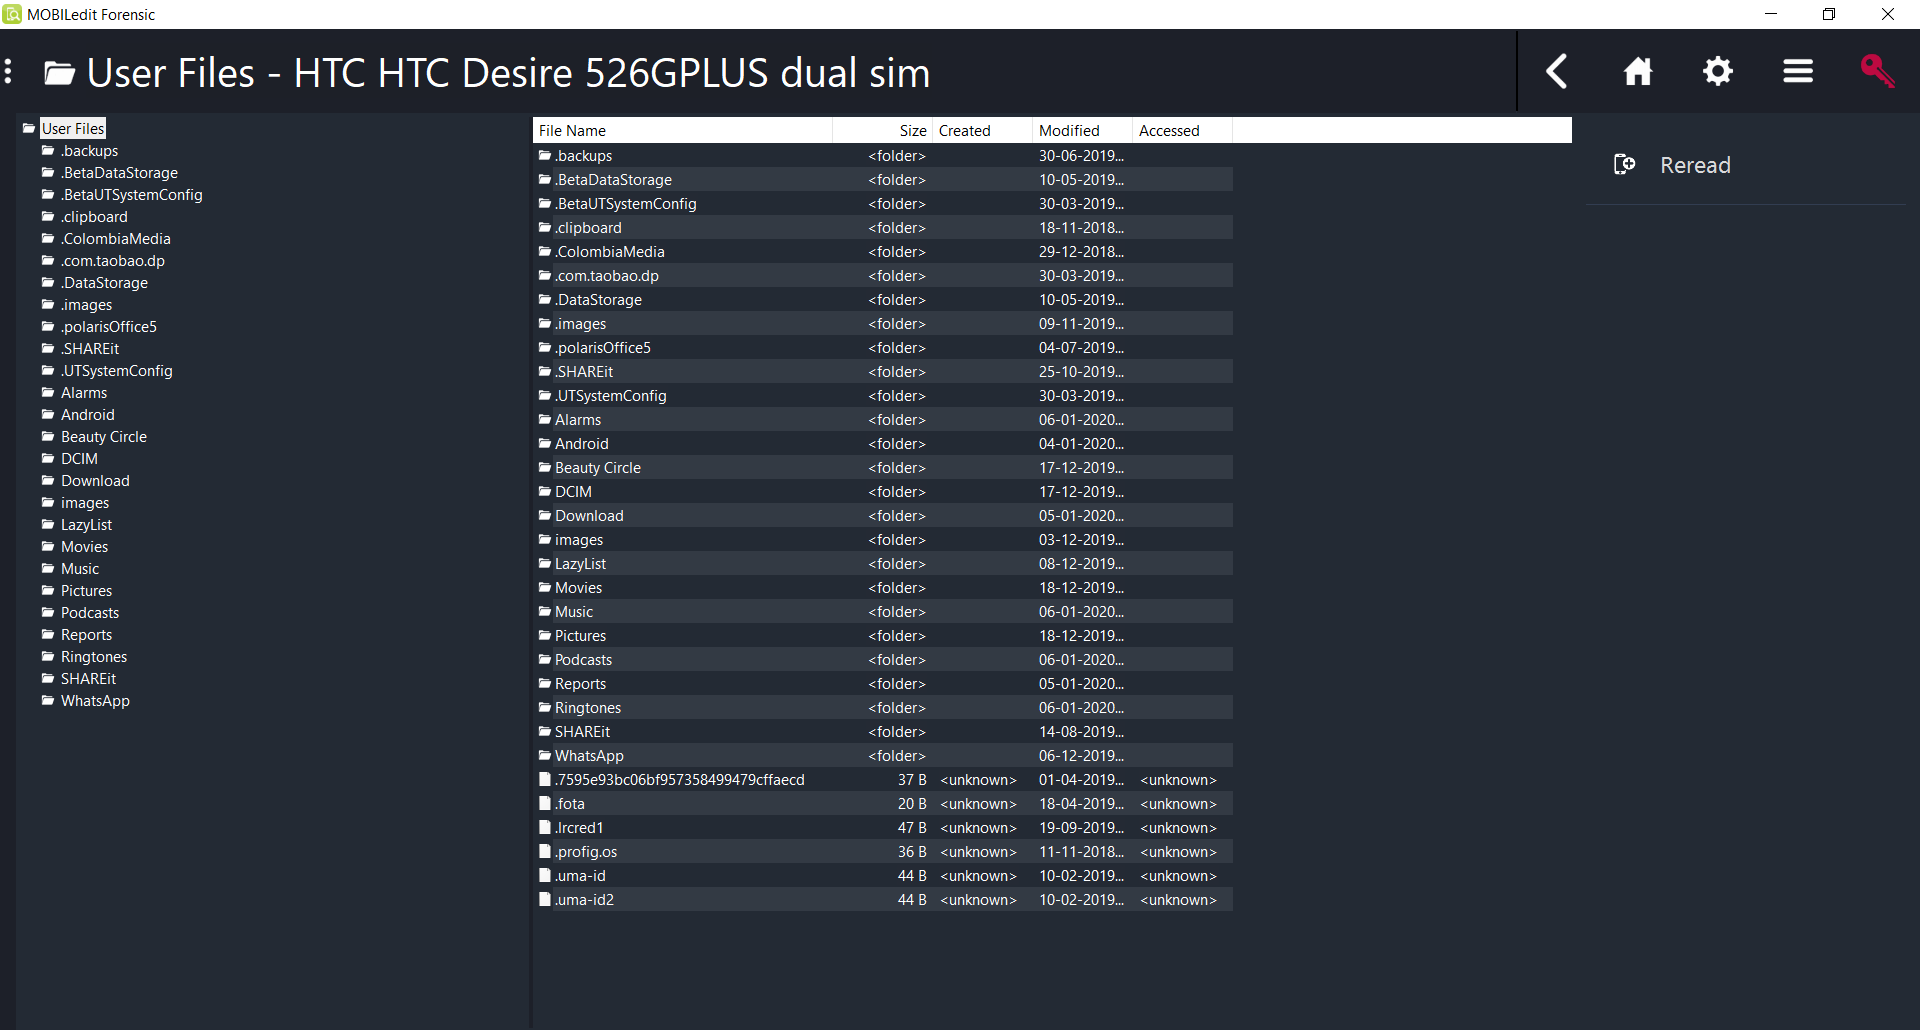 MOBILedit Forensic
User Files - HTC HTC Desire 526GPLUS dual sim
User Files
.backups
.BetaDataStorage
.BetaUTSystemConfig
.clipboard
.ColombiaMedia
.com.taobao.dp
.DataStorage
.images
.polarisOffice5
.SHAREit
.UTSystemConfig
Alarms
Android
Beauty Circle
DCIM
Download
images
LazyList
Movies
Music
Pictures
Podcasts
Reports
Ringtones
SHAREit
WhatsApp
File Name Size Created Modified Accessed
.backups <folder> 30-06-2019...
.BetaDataStorage <folder> 10-05-2019...
.BetaUTSystemConfig <folder> 30-03-2019...
.clipboard <folder> 18-11-2018...
.ColombiaMedia <folder> 29-12-2018...
.com.taobao.dp <folder> 30-03-2019...
.DataStorage <folder> 10-05-2019...
.images <folder> 09-11-2019...
.polarisOffice5 <folder> 04-07-2019...
.SHAREit <folder> 25-10-2019...
.UTSystemConfig <folder> 30-03-2019...
Alarms <folder> 06-01-2020...
Android <folder> 04-01-2020...
Beauty Circle <folder> 17-12-2019...
DCIM <folder> 17-12-2019...
Download <folder> 05-01-2020...
images <folder> 03-12-2019...
LazyList <folder> 08-12-2019...
Movies <folder> 18-12-2019...
Music <folder> 06-01-2020...
Pictures <folder> 18-12-2019...
Podcasts <folder> 06-01-2020...
Reports <folder> 05-01-2020...
Ringtones <folder> 06-01-2020...
SHAREit <folder> 14-08-2019...
WhatsApp <folder> 06-12-2019...
.7595e93bc06bf957358499479cffaecd 37 B <unknown> 01-04-2019... <unknown>
.fota 20 B <unknown> 18-04-2019... <unknown>
.lrcred1 47 B <unknown> 19-09-2019... <unknown>
.profig.os 36 B <unknown> 11-11-2018... <unknown>
.uma-id 44 B <unknown> 10-02-2019... <unknown>
.uma-id2 44 B <unknown> 10-02-2019... <unknown>
Reread